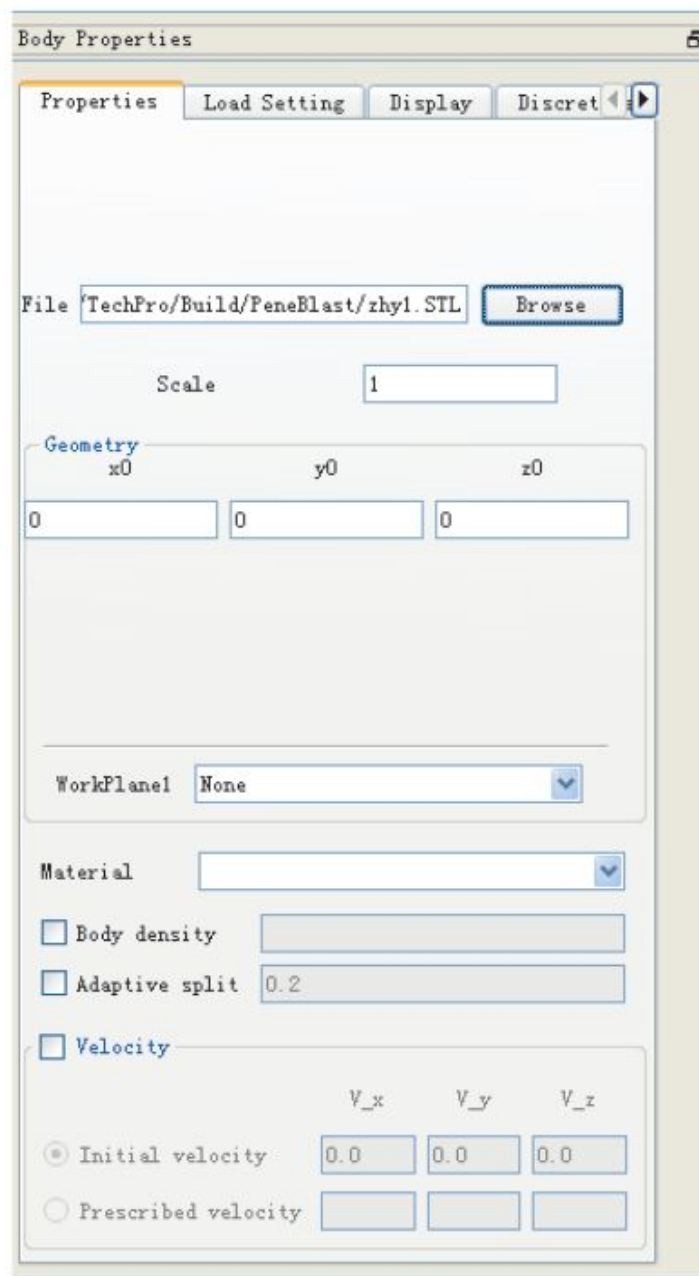 Body Properties
Properties Load Setting Display Discret
File /TechPro/Build/PeneBlast/zhy1.STL Browse
Scale 1
Geometry
x0 y0 z0
0 0 0
WorkPlane1 None
Material
Body density
Adaptive split 0.2
Velocity
V_x V_y V_z
Initial velocity 0.0 0.0 0.0
Prescribed velocity